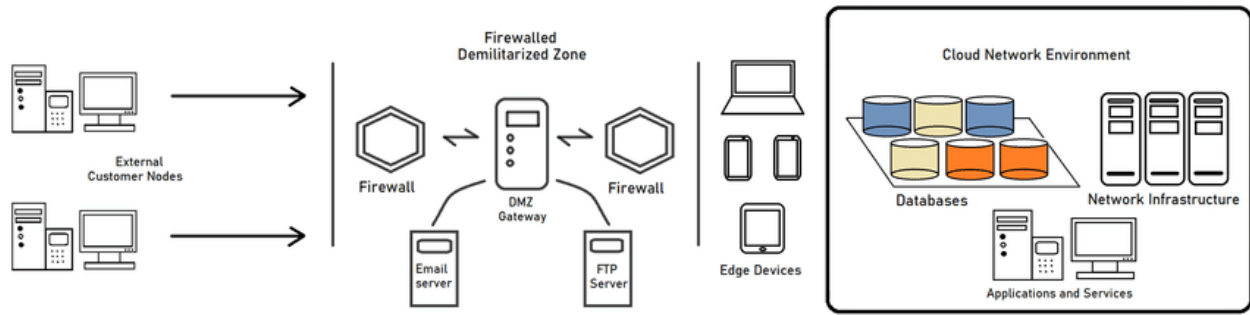 Firewalled
Demilitarized Zone
External
Customer Nodes
Firewall
DMZ
Gateway
Firewall
Email
server
FTP
Server
Edge Devices
Cloud Network Environment
Databases
Network Infrastructure
Applications and Services